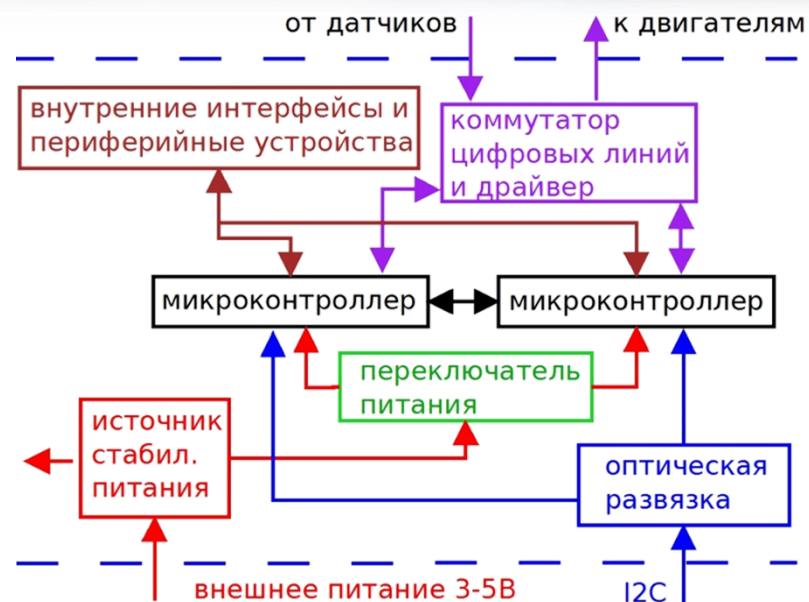 от датчиков
к двигателям
внутренние интерфейсы и
периферийные устройства
коммутатор
цифровых линий
и драйвер
микроконтроллер
микроконтроллер
переключатель
питания
источник
стабил.
питания
оптическая
развязка
внешнее питание 3-5В
I2C